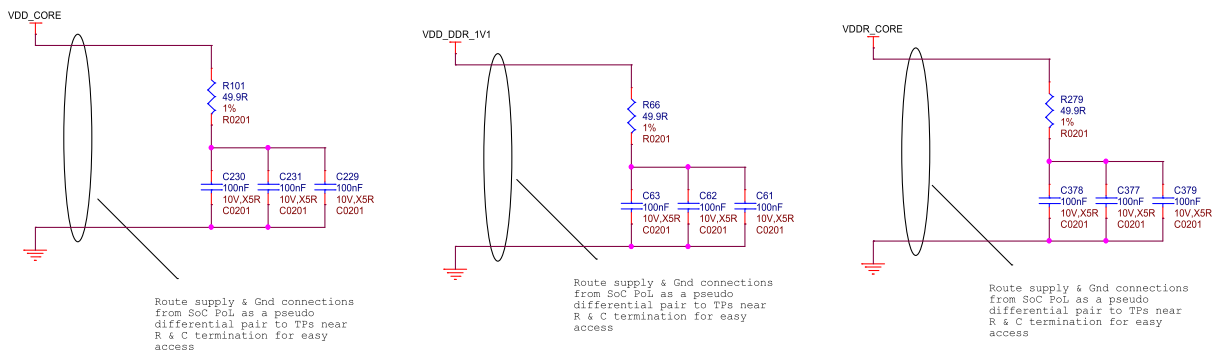 VDD_CORE
R101
49.9R
1%
R0201
C230
100nF
10V,X5R
C0201
C231
100nF
10V,X5R
C0201
C229
100nF
10V,X5R
C0201
Route supply & Gnd connections
from SoC PoL as a pseudo
differential pair to TPs near
R & C termination for easy
access
VDD_DDR_1V1
R66
49.9R
1%
R0201
C63
100nF
10V,X5R
C0201
C62
100nF
10V,X5R
C0201
C61
100nF
10V,X5R
C0201
Route supply & Gnd connections
from SoC PoL as a pseudo
differential pair to TPs near
R & C termination for easy
access
VDDR_CORE
R279
49.9R
1%
R0201
C378
100nF
10V,X5R
C0201
C377
100nF
10V,X5R
C0201
C379
100nF
10V,X5R
C0201
Route supply & Gnd connections
from SoC PoL as a pseudo
differential pair to TPs near
R & C termination for easy
access